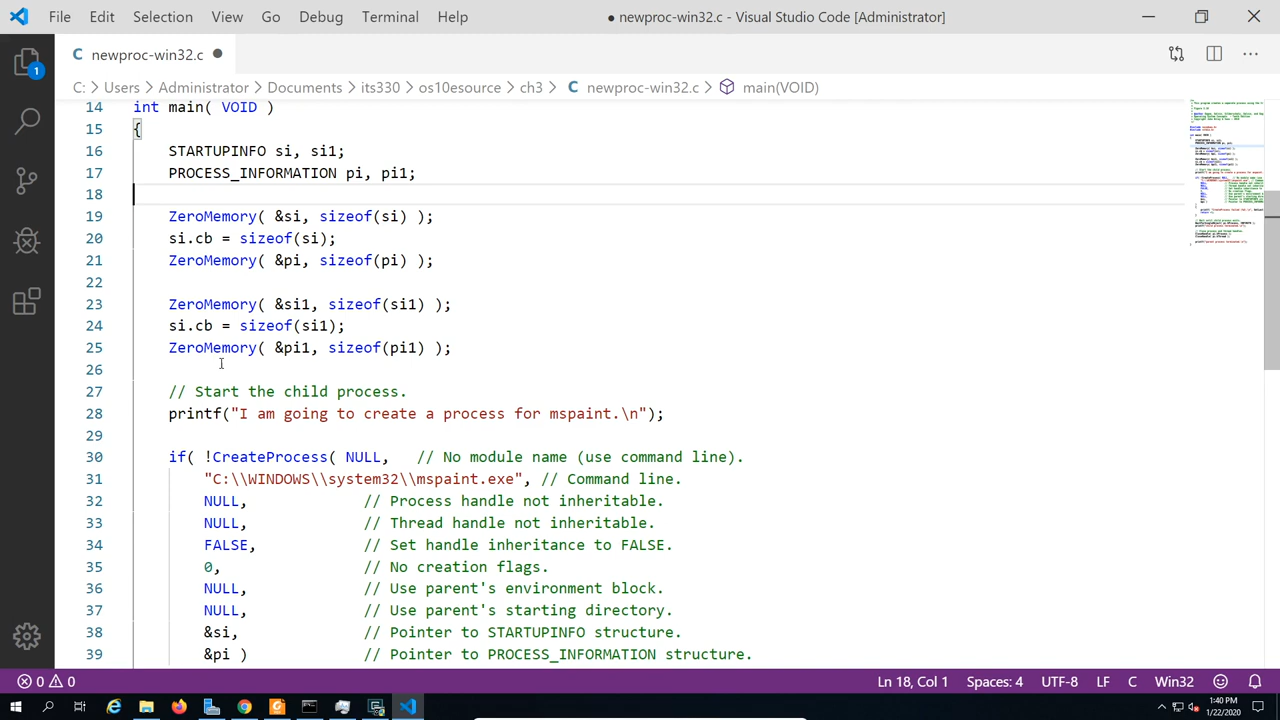 File Edit Selection View Go Debug Terminal Help ● newproc-win32.c - Visual Studio Code [Administrator]
C newproc-win32.c ●
C: > Users > Administrator > Documents > its330 > os10esource > ch3 > C newproc-win32.c > main(VOID)
1
14 int main( VOID )
15 {
16 STARTUPINFO si, si1;
17 PROCESS_INFORMATION pi, pi1;
18
19 ZeroMemory( &si, sizeof(si) );
20 si.cb = sizeof(si);
21 ZeroMemory( &pi, sizeof(pi) );
22
23 ZeroMemory( &si1, sizeof(si1) );
24 si.cb = sizeof(si1);
25 ZeroMemory( &pi1, sizeof(pi1) );
26
27 // Start the child process.
28 printf("I am going to create a process for mspaint.\n");
29
30 if( !CreateProcess( NULL, // No module name (use command line).
31 "C:\\WINDOWS\\system32\\mspaint.exe", // Command line.
32 NULL, // Process handle not inheritable.
33 NULL, // Thread handle not inheritable.
34 FALSE, // Set handle inheritance to FALSE.
35 0, // No creation flags.
36 NULL, // Use parent's environment block.
37 NULL, // Use parent's starting directory.
38 &si, // Pointer to STARTUPINFO structure.
39 &pi ) // Pointer to PROCESS_INFORMATION structure.
0 0 Ln 18, Col 1 Spaces: 4 UTF-8 LF C Win32
1:40 PM
1/22/2020